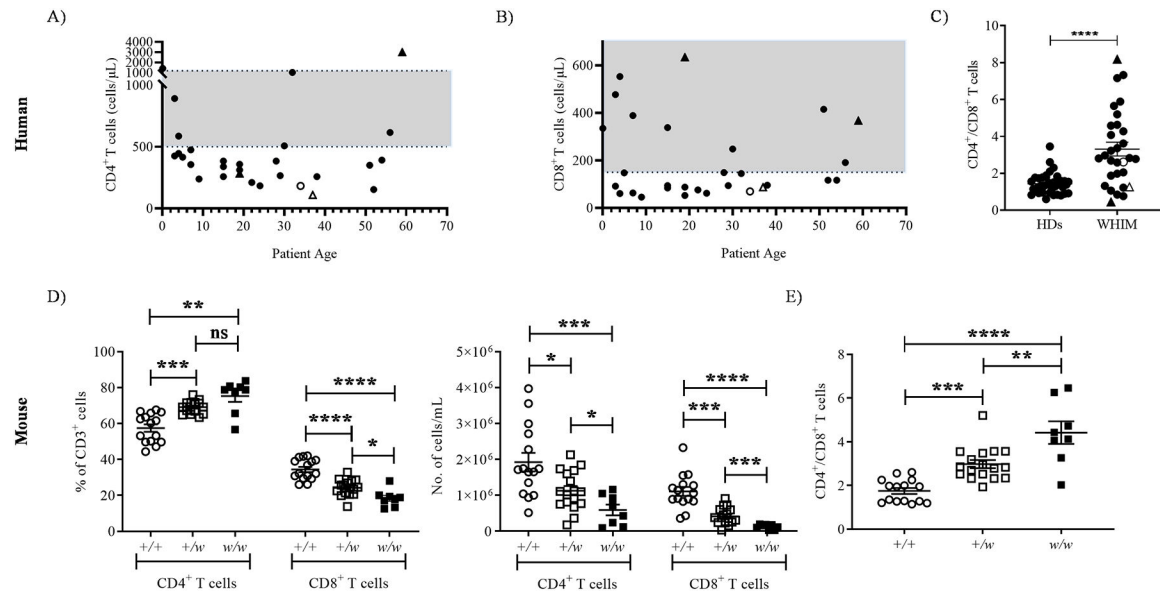 A)
B)
C)
Human
CD4⁺T cells (cells/μL)
4000
3000
2000
1000
1000
500
0
0 10 20 30 40 50 60 70
Patient Age
CD8⁺T cells (cells/μL)
600
400
200
0
0 10 20 30 40 50 60 70
Patient Age
CD4⁺/CD8⁺ T cells
10
8
6
4
2
0
****
HDs WHIM
D)
E)
Mouse
% of CD3⁺ cells
100
80
60
40
20
0
**
ns
***
****
****
*
+/+ +/w w/w +/+ +/w w/w
CD4⁺ T cells CD8⁺ T cells
No. of cells/mL
5×10⁶
4×10⁶
3×10⁶
2×10⁶
1×10⁶
0
***
*
*
****
***
***
+/+ +/w w/w +/+ +/w w/w
CD4⁺ T cells CD8⁺ T cells
CD4⁺/CD8⁺ T cells
8
6
4
2
0
****
**
***
+/+ +/w w/w